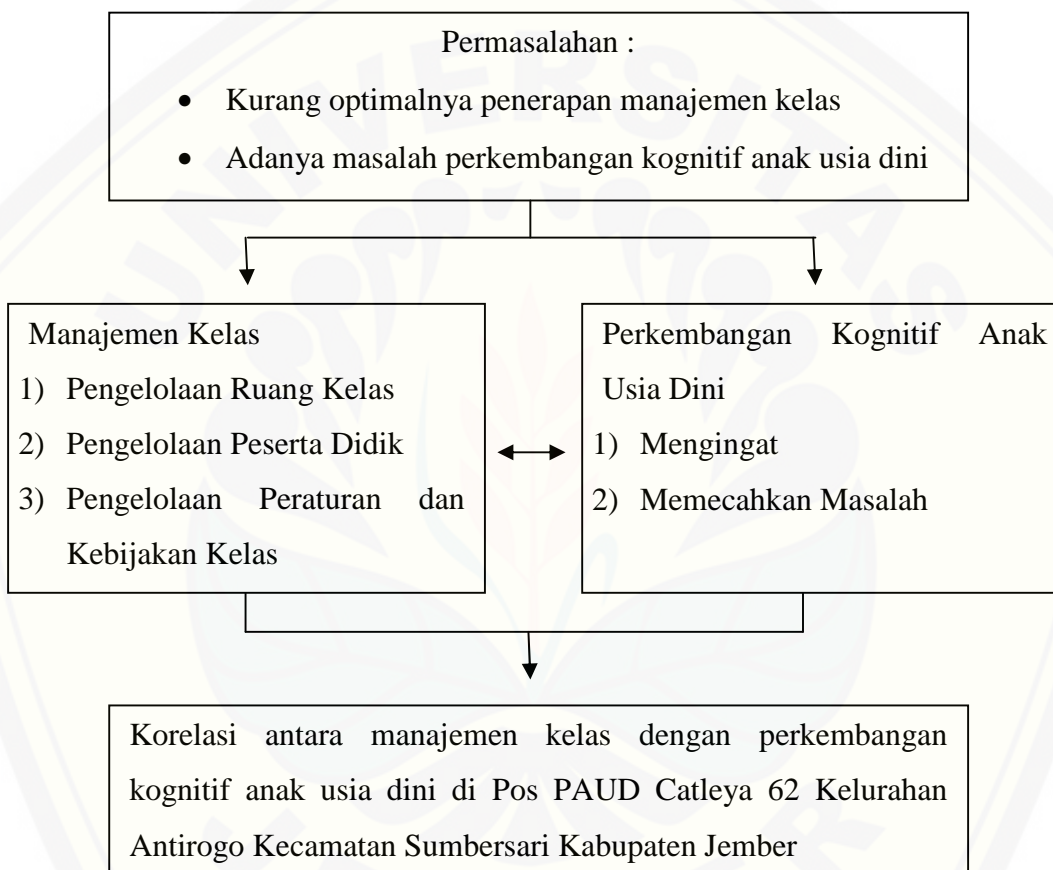 Permasalahan :
• Kurang optimalnya penerapan manajemen kelas
• Adanya masalah perkembangan kognitif anak usia dini
Manajemen Kelas
1) Pengelolaan Ruang Kelas
2) Pengelolaan Peserta Didik
3) Pengelolaan Peraturan dan
Kebijakan Kelas
Perkembangan Kognitif Anak
Usia Dini
1) Mengingat
2) Memecahkan Masalah
Korelasi antara manajemen kelas dengan perkembangan
kognitif anak usia dini di Pos PAUD Catleya 62 Kelurahan
Antirogo Kecamatan Sumbersari Kabupaten Jember
UNIVERSITAS